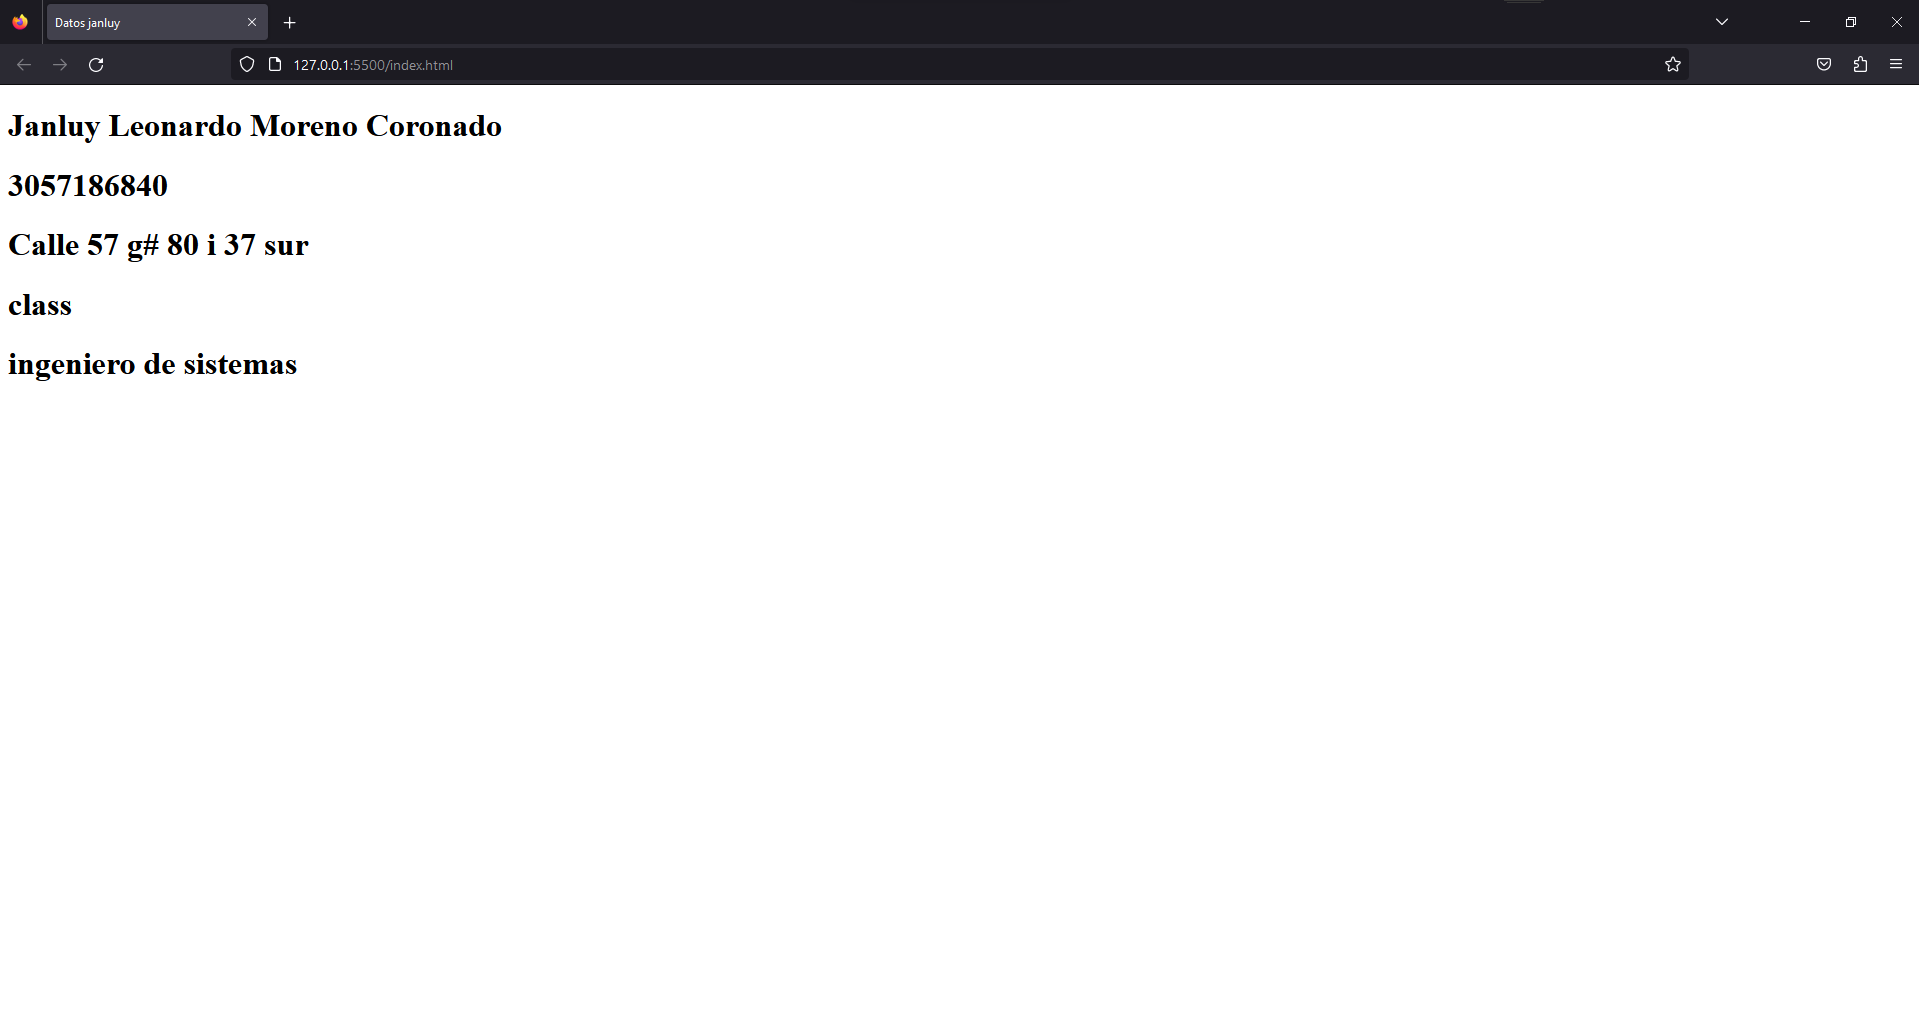 Datos janluy
127.0.0.1:5500/index.html
Janluy Leonardo Moreno Coronado
3057186840
Calle 57 g# 80 i 37 sur
class
ingeniero de sistemas